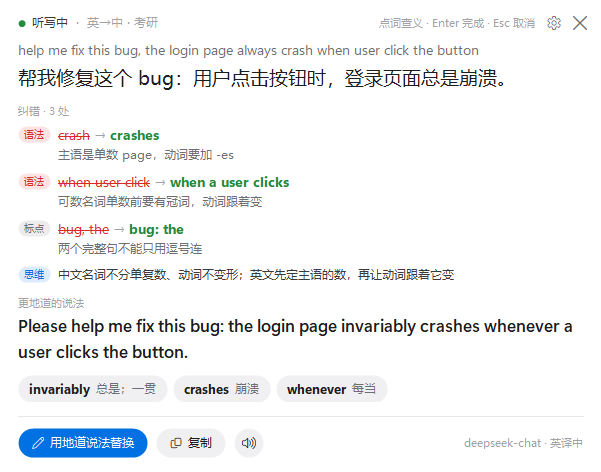 听写中 · 英→中 · 考研 点词查义 · Enter 完成 · Esc 取消
help me fix this bug, the login page always crash when user click the button
帮我修复这个 bug：用户点击按钮时，登录页面总是崩溃。
纠错 · 3 处
语法 crash → crashes
主语是单数 page，动词要加 -es
语法 when user click → when a user clicks
可数名词单数前要有冠词，动词跟着变
标点 bug, the → bug: the
两个完整句不能只用逗号连
思维 中文名词不分单复数、动词不变形；英文先定主语的数，再让动词跟着它变
更地道的说法
Please help me fix this bug: the login page invariably crashes whenever a
user clicks the button.
invariably 总是；一贯 crashes 崩溃 whenever 每当
用地道说法替换 复制 deepseek-chat · 英译中